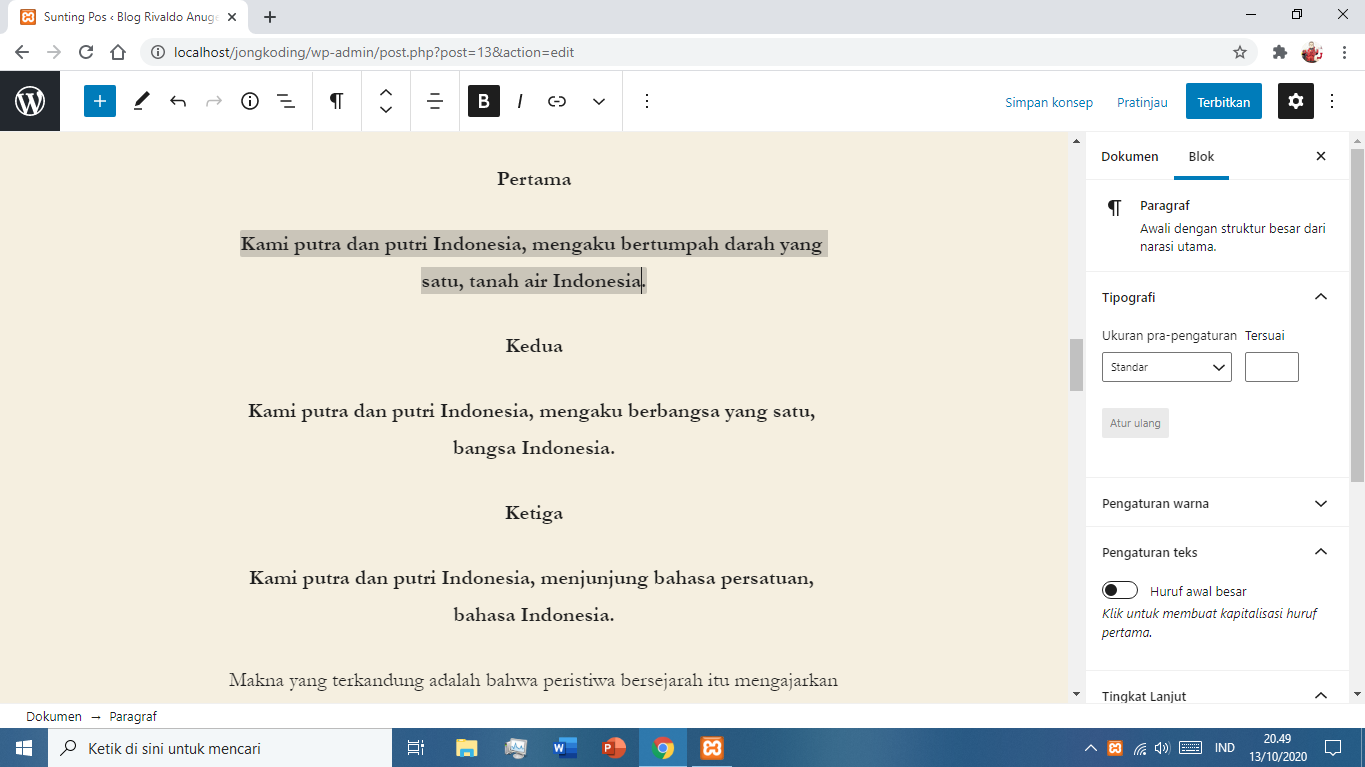 Sunting Pos ‹ Blog Rivaldo Anuge
localhost/jongkoding/wp-admin/post.php?post=13&action=edit
B I
Simpan konsep Pratinjau Terbitkan
Pertama
Kami putra dan putri Indonesia, mengaku bertumpah darah yang
satu, tanah air Indonesia.
Kedua
Kami putra dan putri Indonesia, mengaku berbangsa yang satu,
bangsa Indonesia.
Ketiga
Kami putra dan putri Indonesia, menjunjung bahasa persatuan,
bahasa Indonesia.
Makna yang terkandung adalah bahwa peristiwa bersejarah itu mengajarkan
Dokumen Blok
Paragraf
Awali dengan struktur besar dari
narasi utama.
Tipografi
Ukuran pra-pengaturan Tersuai
Standar
Atur ulang
Pengaturan warna
Pengaturan teks
Huruf awal besar
Klik untuk membuat kapitalisasi huruf
pertama.
Tingkat Lanjut
Dokumen → Paragraf
Ketik di sini untuk mencari
IND
20.49
13/10/2020